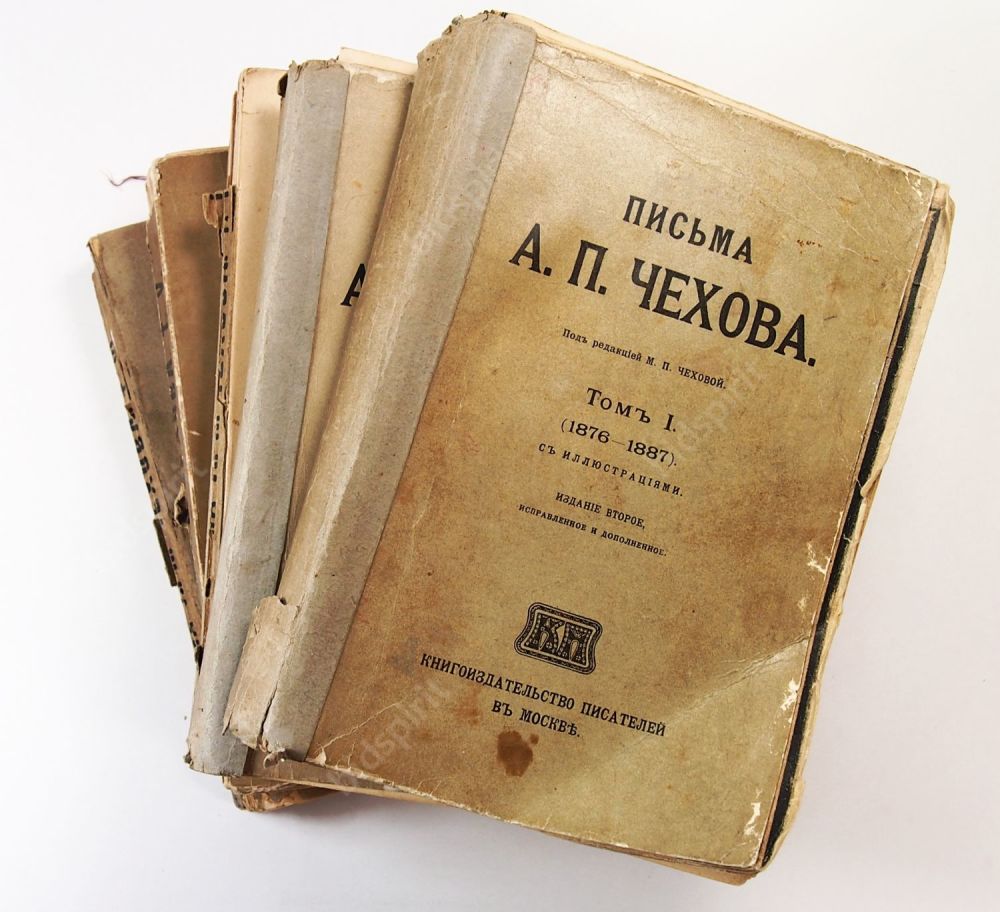 ПИСЬМА
А. П. ЧЕХОВА.
Подъ редакціей М. П. ЧЕХОВОЙ.
Томъ I.
(1876—1887).
СЪ ИЛЛЮСТРАЦІЯМИ.
ИЗДАНІЕ ВТОРОЕ,
ИСПРАВЛЕННОЕ И ДОПОЛНЕННОЕ.
КП
КНИГОИЗДАТЕЛЬСТВО ПИСАТЕЛЕЙ
ВЪ МОСКВѢ.
А